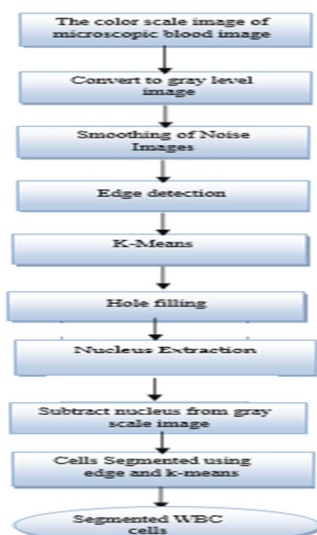 The color scale image of
microscopic blood image
Convert to gray level
image
Smoothing of Noise
Images
Edge detection
K-Means
Hole filling
Nucleus Extraction
Subtract nucleus from gray
scale image
Cells Segmented using
edge and k-means
Segmented WBC
cells